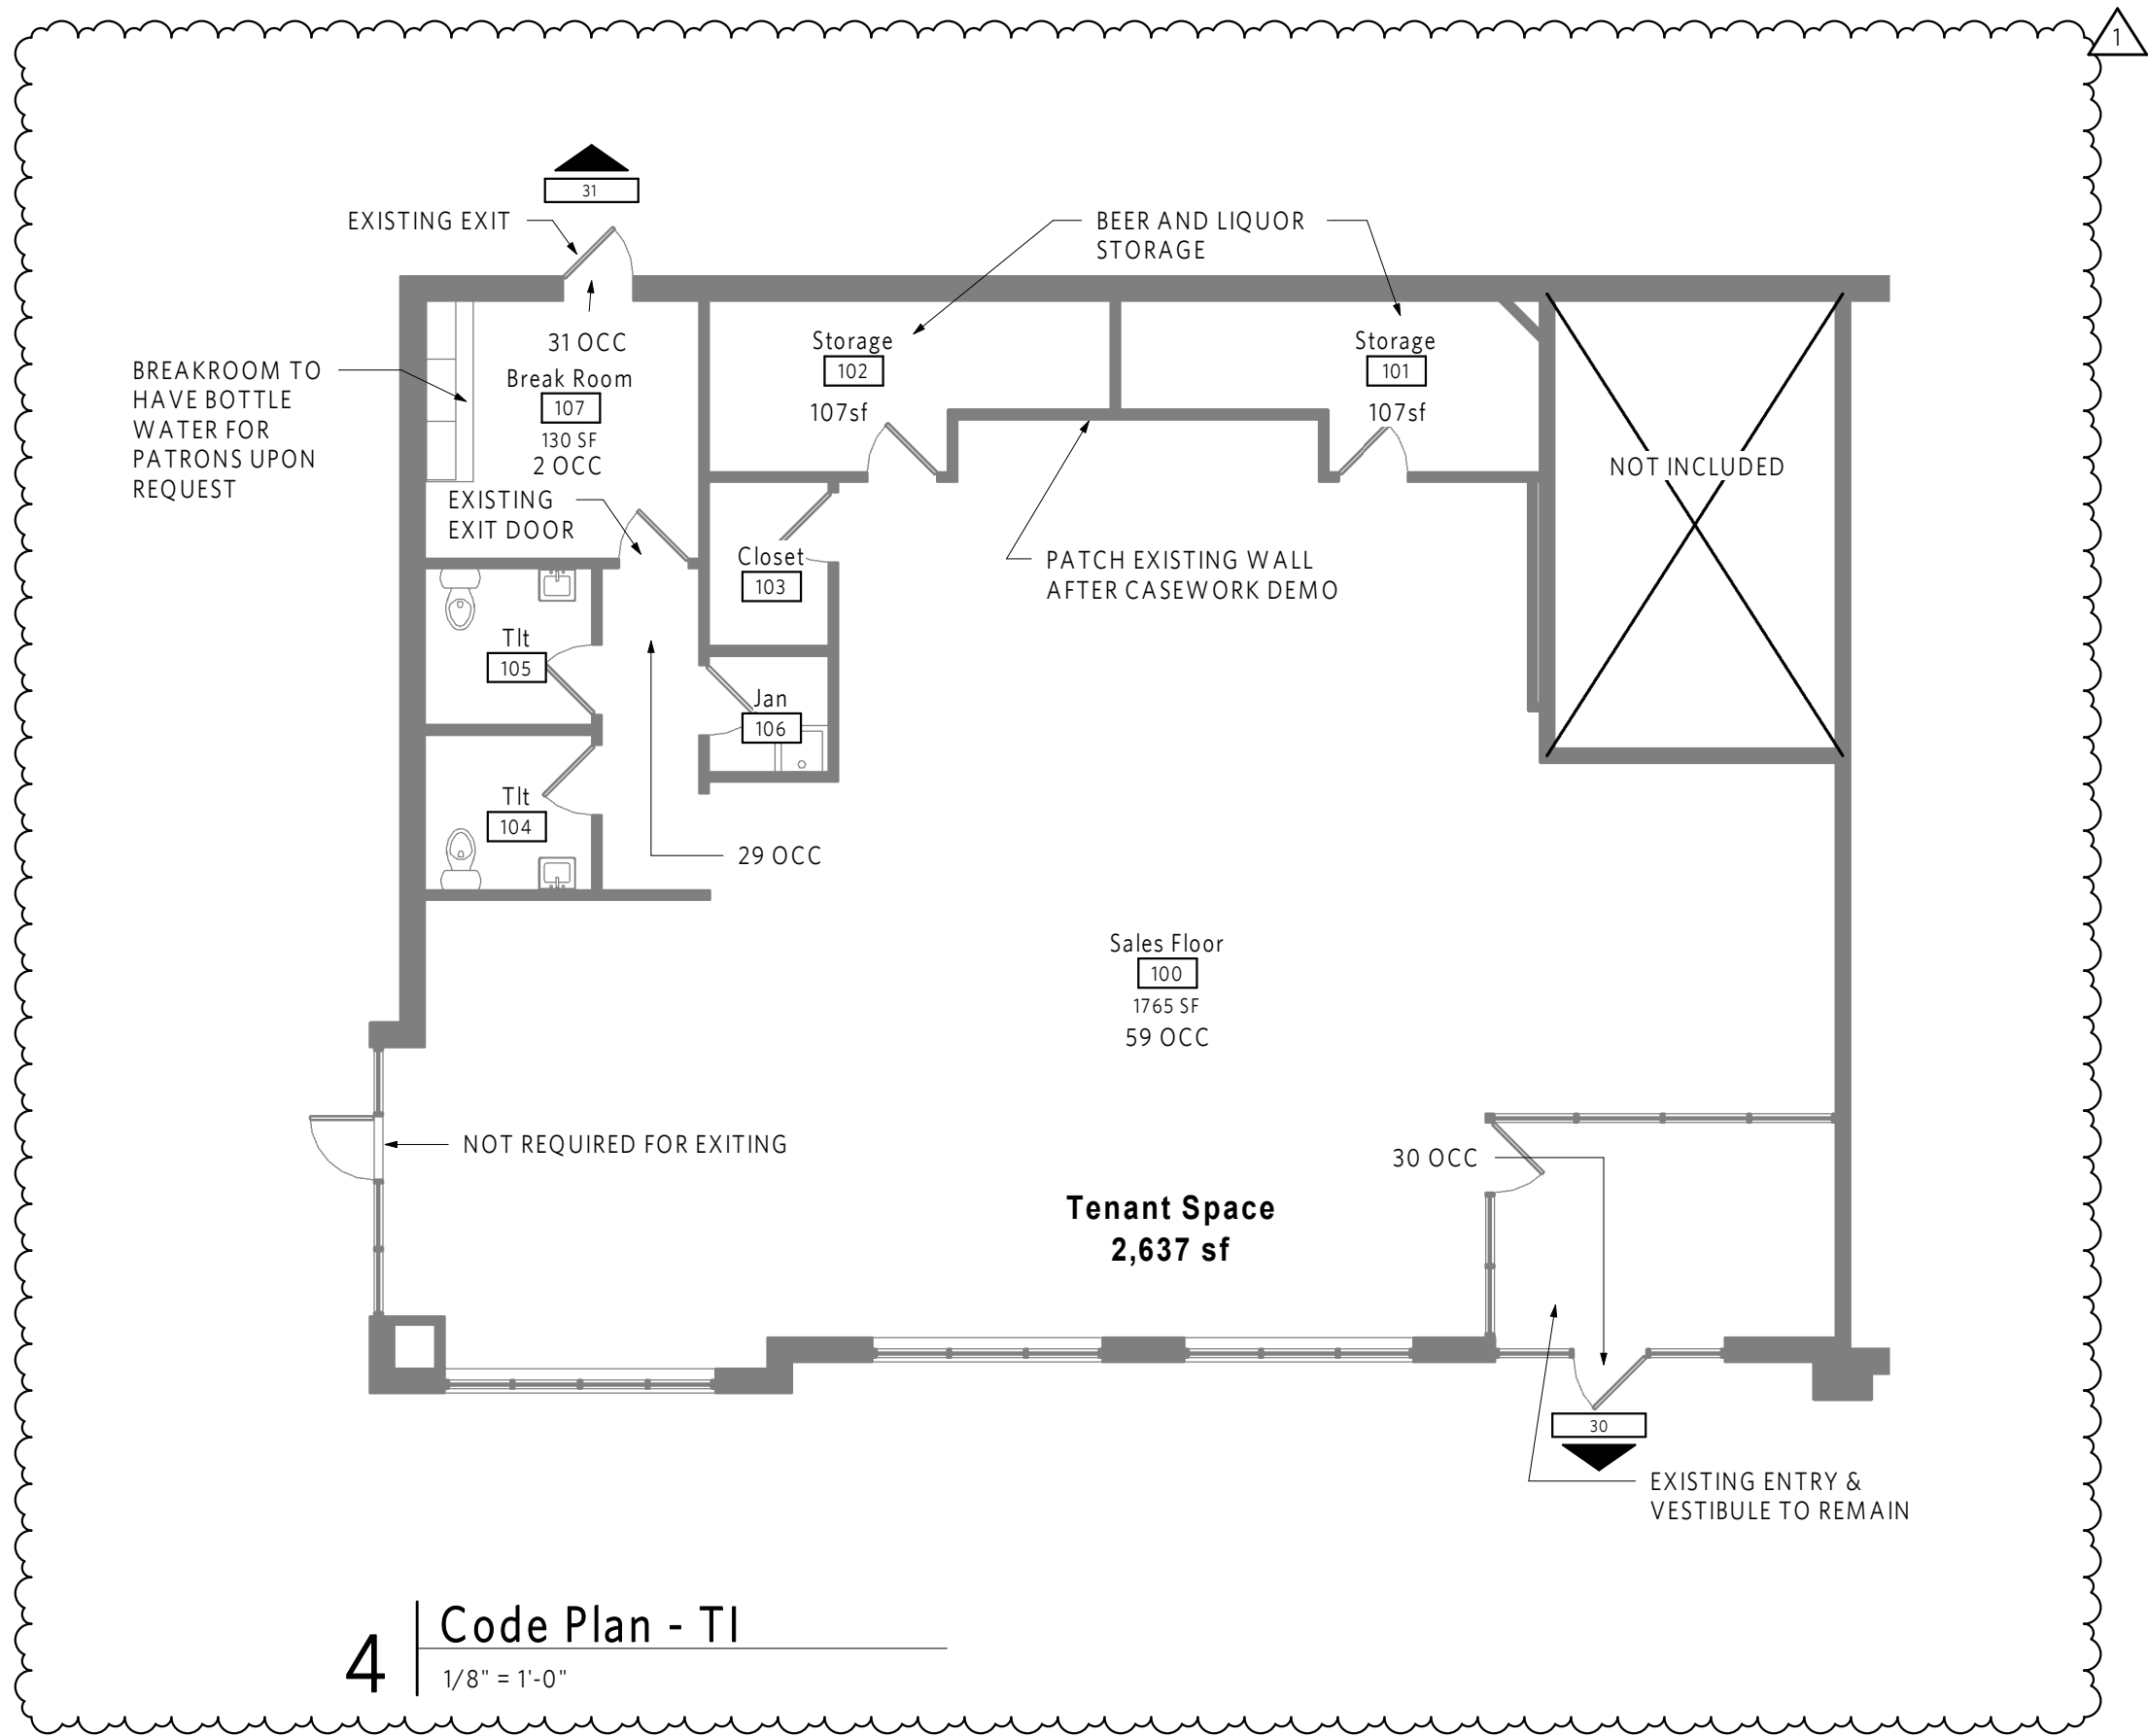 1
31
EXISTING EXIT
BEER AND LIQUOR
STORAGE
31 OCC
Break Room
107
130 SF
2 OCC
Storage
102
107sf
Storage
101
107sf
BREAKROOM TO
HAVE BOTTLE
WATER FOR
PATRONS UPON
REQUEST
NOT INCLUDED
EXISTING
EXIT DOOR
Closet
103
PATCH EXISTING WALL
AFTER CASEWORK DEMO
Tlt
105
Jan
106
Tlt
104
29 OCC
Sales Floor
100
1765 SF
59 OCC
NOT REQUIRED FOR EXITING
30 OCC
Tenant Space
2,637 sf
30
EXISTING ENTRY &
VESTIBULE TO REMAIN
4
Code Plan - TI
1/8" = 1'-0"